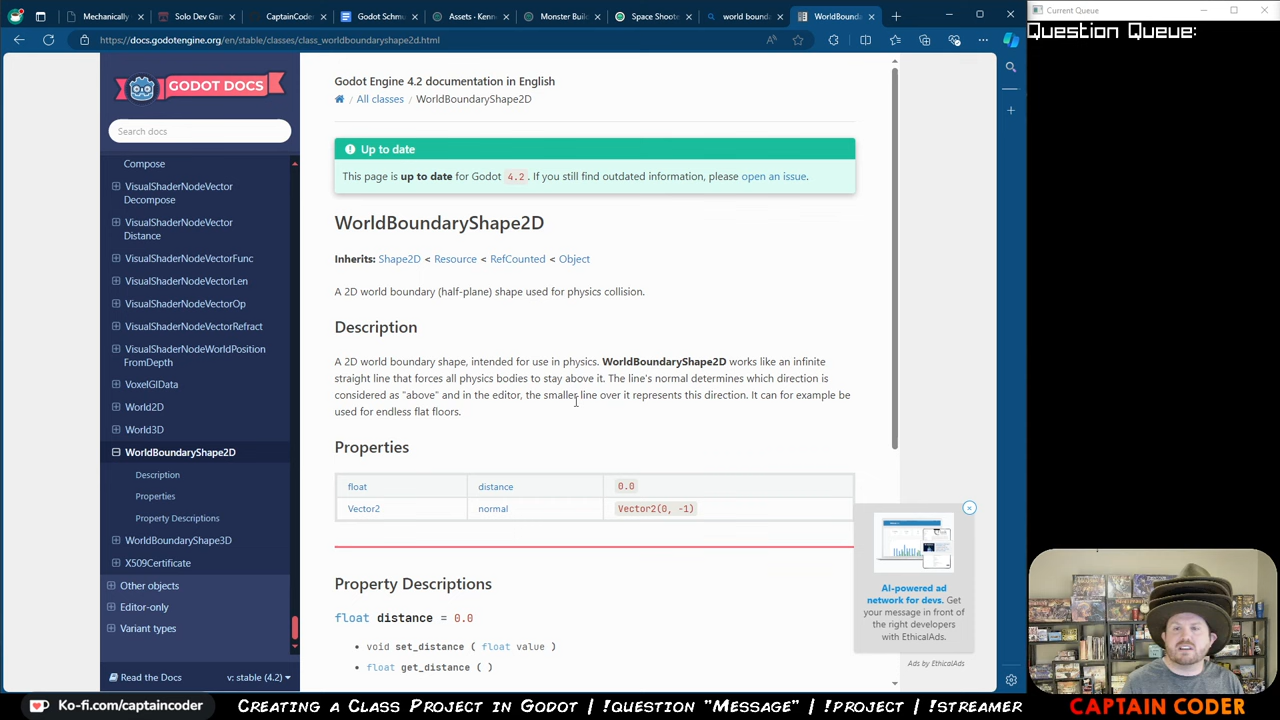 Mechanically
Solo Dev Gam
CaptainCoder
Godot Schmu
Assets - Kenne
Monster Build
Space Shoote
world bounda
WorldBounda
https://docs.godotengine.org/en/stable/classes/class_worldboundaryshape2d.html
Current Queue
Question Queue:
GODOT DOCS
Search docs
Compose
VisualShaderNodeVector
Decompose
VisualShaderNodeVector
Distance
VisualShaderNodeVectorFunc
VisualShaderNodeVectorLen
VisualShaderNodeVectorOp
VisualShaderNodeVectorRefract
VisualShaderNodeWorldPosition
FromDepth
VoxelGIData
World2D
World3D
WorldBoundaryShape2D
Description
Properties
Property Descriptions
WorldBoundaryShape3D
X509Certificate
Other objects
Editor-only
Variant types
Read the Docs
v: stable (4.2)
Godot Engine 4.2 documentation in English
/ All classes / WorldBoundaryShape2D
Up to date
This page is up to date for Godot 4.2. If you still find outdated information, please open an issue.
WorldBoundaryShape2D
Inherits: Shape2D < Resource < RefCounted < Object
A 2D world boundary (half-plane) shape used for physics collision.
Description
A 2D world boundary shape, intended for use in physics. WorldBoundaryShape2D works like an infinite
straight line that forces all physics bodies to stay above it. The line's normal determines which direction is
considered as "above" and in the editor, the smaller line over it represents this direction. It can for example be
used for endless flat floors.
Properties
float distance 0.0
Vector2 normal Vector2(0, -1)
Property Descriptions
float distance = 0.0
void set_distance ( float value )
float get_distance ( )
AI-powered ad
network for devs. Get
your message in front of
the right developers
with EthicalAds.
Ads by EthicalAds
Ko-fi.com/captaincoder
Creating a Class Project in Godot | !question "Message" | !project | !streamer
CAPTAIN CODER